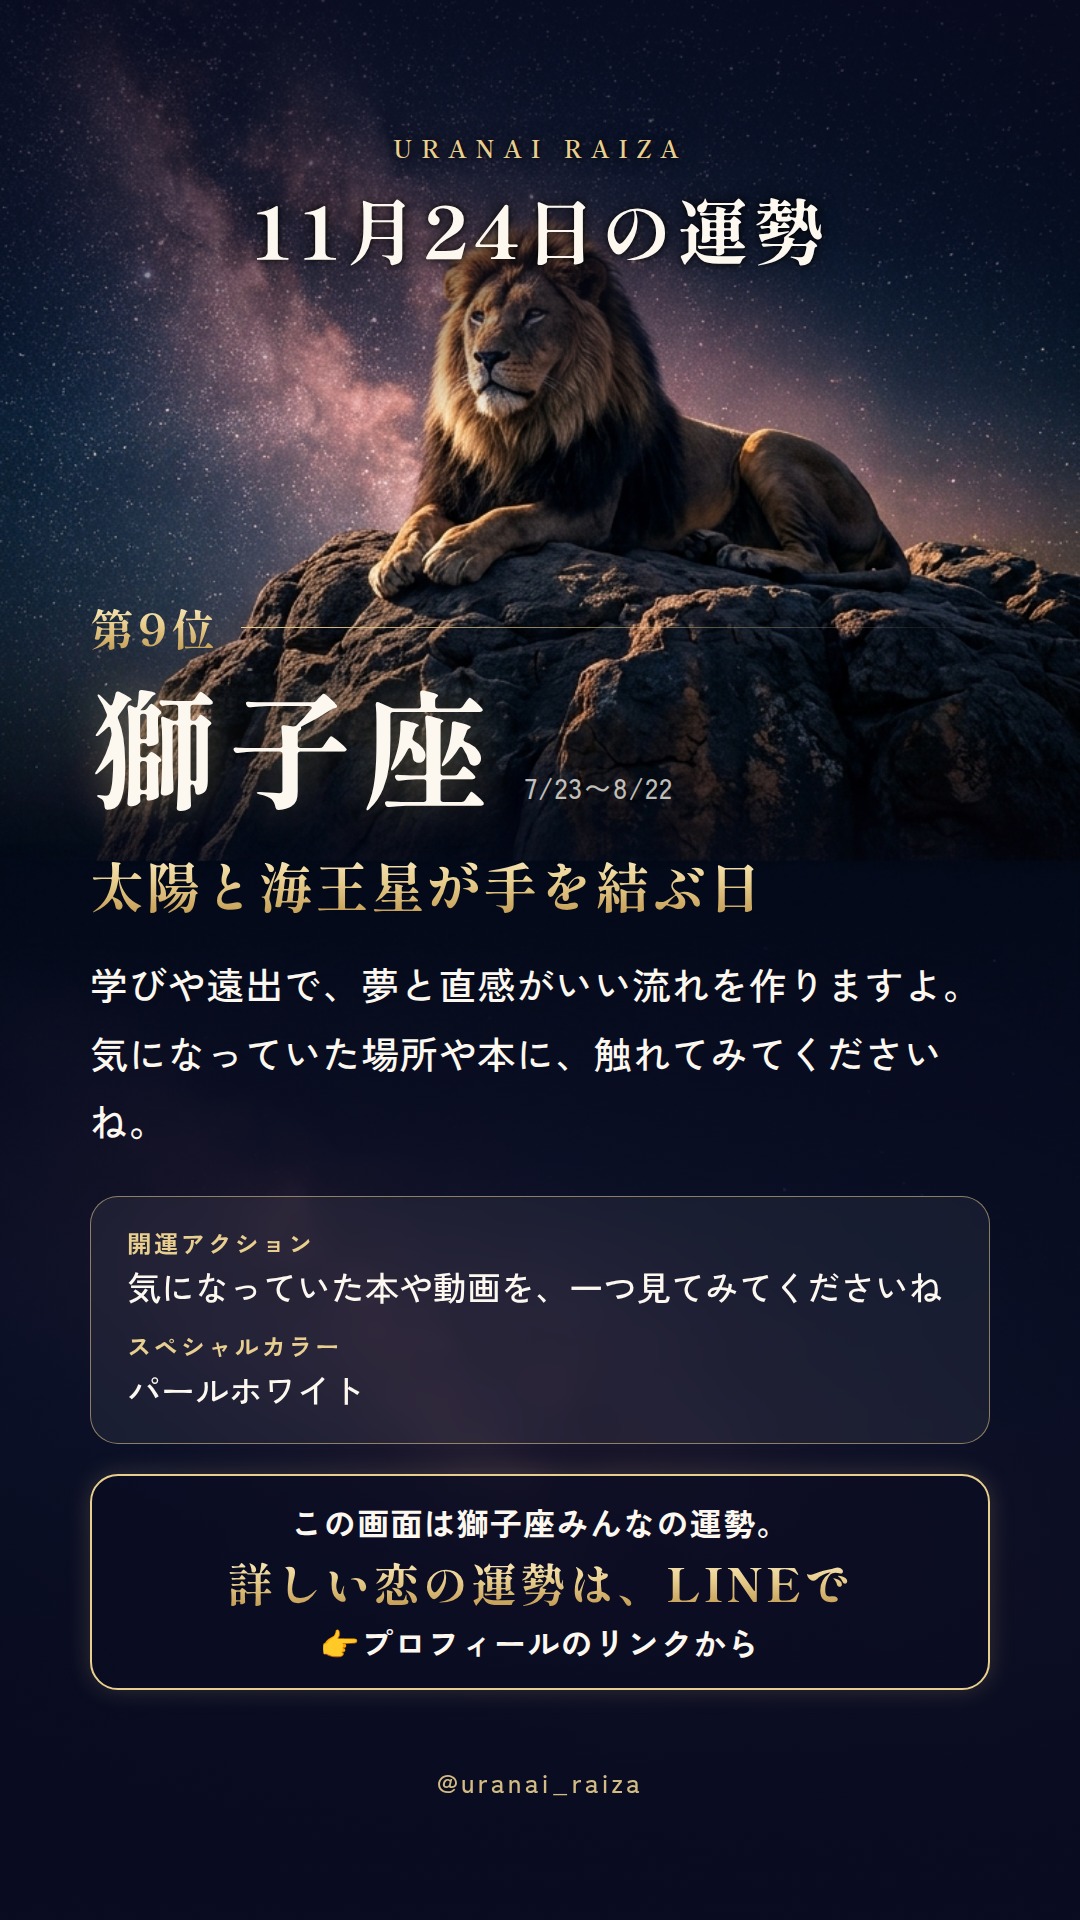 URANAI RAIZA
11月24日の運勢
第9位
獅子座 7/23〜8/22
太陽と海王星が手を結ぶ日
学びや遠出で、夢と直感がいい流れを作りますよ。
気になっていた場所や本に、触れてみてください
ね。
開運アクション
気になっていた本や動画を、一つ見てみてくださいね
スペシャルカラー
パールホワイト
この画面は獅子座みんなの運勢。
詳しい恋の運勢は、LINEで
👉プロフィールのリンクから
@uranai_raiza